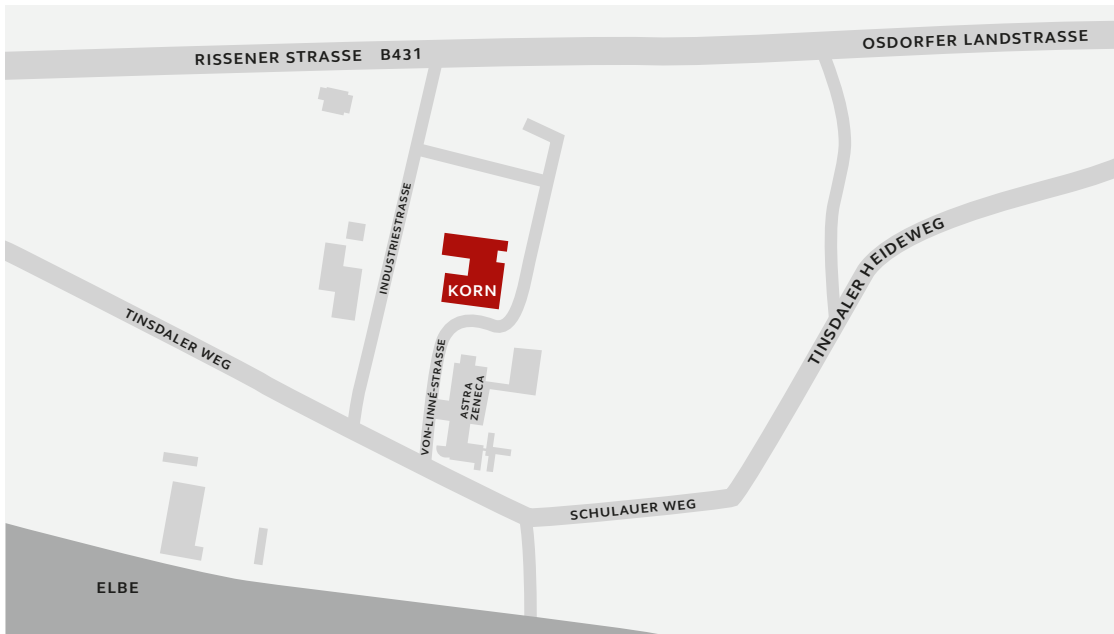 RISSENER STRASSE B431
OSDORFER LANDSTRASSE
INDUSTRIESTRASSE
TINSDALER HEIDEWEG
KORN
TINSDALER WEG
VON-LINNÉ-STRASSE
ASTRA
ZENECA
SCHULAUER WEG
ELBE